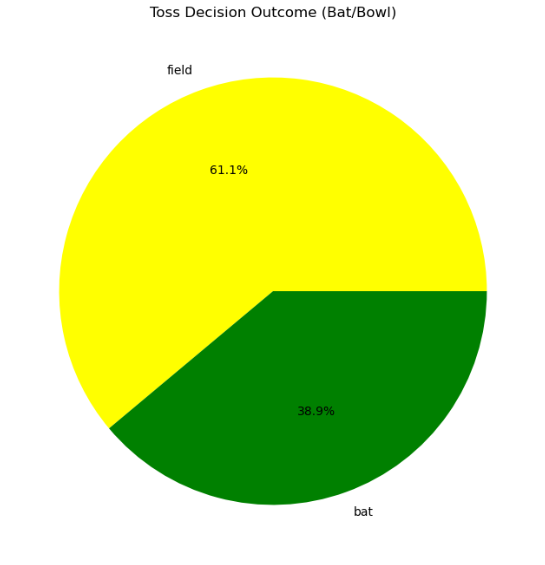 Toss Decision Outcome (Bat/Bowl)
field
61.1%
38.9%
bat